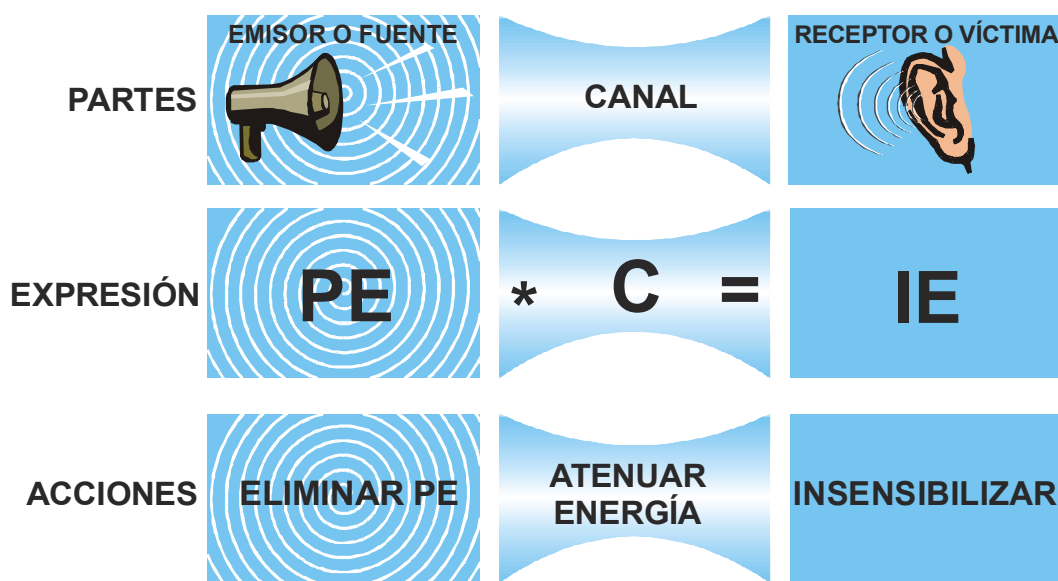 EMISOR O FUENTE
RECEPTOR O VÍCTIMA
PARTES
CANAL
EXPRESIÓN
PE
* C =
IE
ACCIONES
ELIMINAR PE
ATENUAR
ENERGÍA
INSENSIBILIZAR